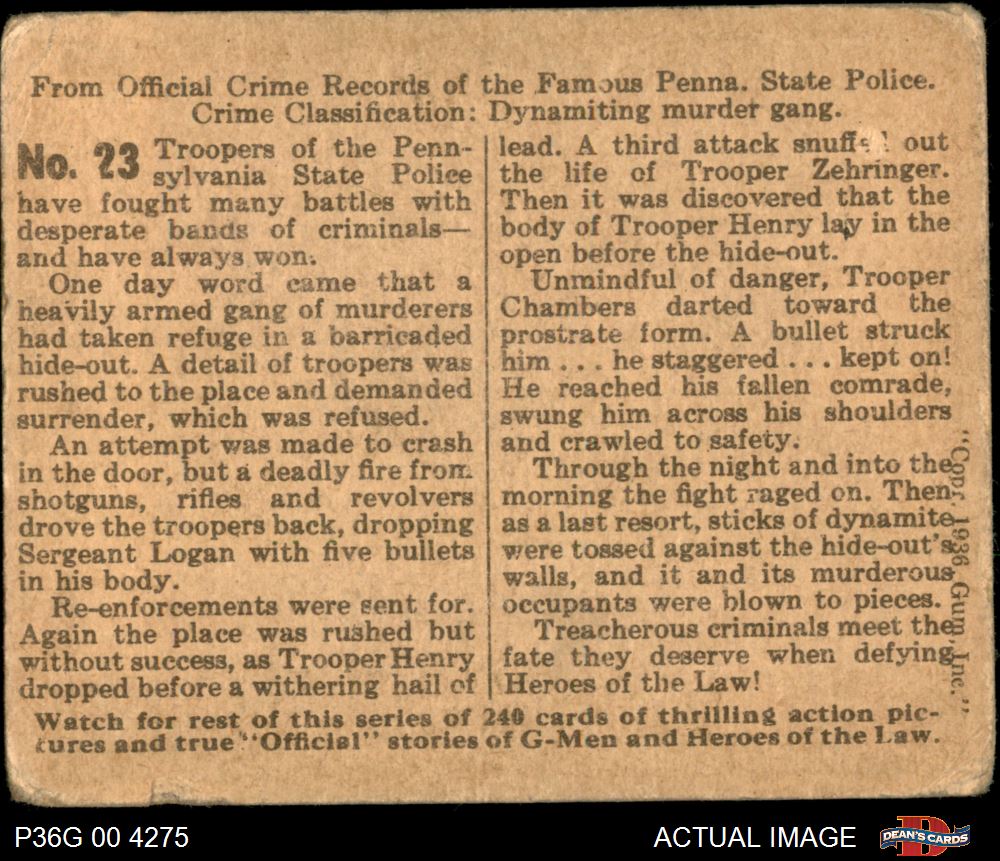 From Official Crime Records of the Famous Penna. State Police.
Crime Classification: Dynamiting murder gang.
No. 23 Troopers of the Penn-
sylvania State Police
have fought many battles with
desperate bands of criminals—
and have always won.
One day word came that a
heavily armed gang of murderers
had taken refuge in a barricaded
hide-out. A detail of troopers was
rushed to the place and demanded
surrender, which was refused.
An attempt was made to crash
in the door, but a deadly fire from
shotguns, rifles and revolvers
drove the troopers back, dropping
Sergeant Logan with five bullets
in his body.
Re-enforcements were sent for.
Again the place was rushed but
without success, as Trooper Henry
dropped before a withering hail of
lead. A third attack snuffed out
the life of Trooper Zehringer.
Then it was discovered that the
body of Trooper Henry lay in the
open before the hide-out.
Unmindful of danger, Trooper
Chambers darted toward the
prostrate form. A bullet struck
him . . . he staggered . . . kept on!
He reached his fallen comrade,
swung him across his shoulders
and crawled to safety.
Through the night and into the
morning the fight raged on. Then
as a last resort, sticks of dynamite
were tossed against the hide-out's
walls, and it and its murderous
occupants were blown to pieces.
Treacherous criminals meet the
fate they deserve when defying
Heroes of the Law!
"Copr. 1936 Gum, Inc."
Watch for rest of this series of 240 cards of thrilling action pic-
tures and true "Official" stories of G-Men and Heroes of the Law.
P36G 00 4275
ACTUAL IMAGE
D
DEAN'S CARDS